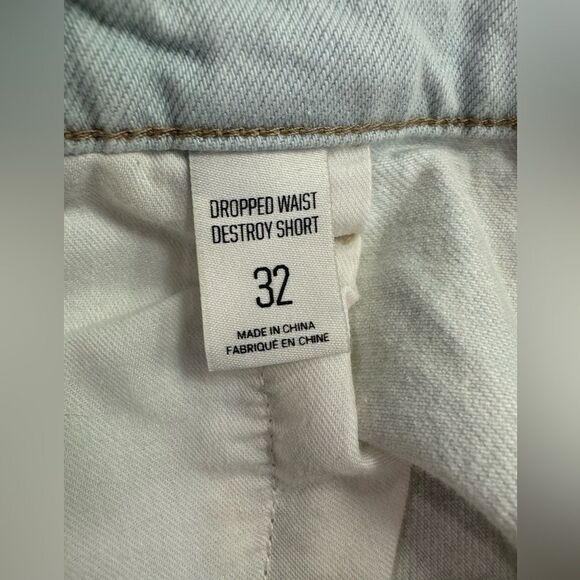 DROPPED WAIST
DESTROY SHORT
32
MADE IN CHINA
FABRIQUÉ EN CHINE